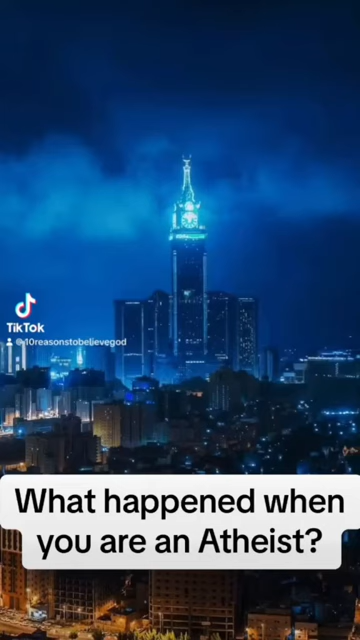 TikTok
@10reasonstobelievegod
What happened when
you are an Atheist?